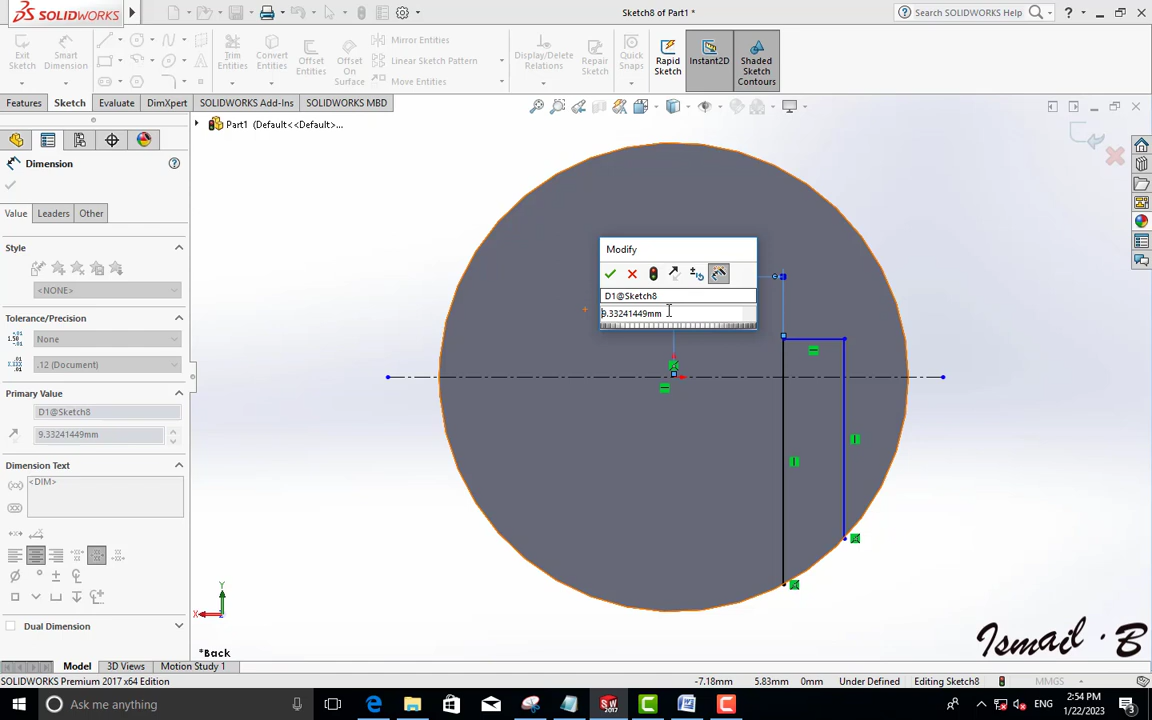 SOLIDWORKS
Sketch8 of Part1 *
Search SOLIDWORKS Help
Exit Sketch
Smart Dimension
Trim Entities
Convert Entities
Offset Entities
Offset On Surface
Mirror Entities
Linear Sketch Pattern
Move Entities
Display/Delete Relations
Repair Sketch
Quick Snaps
Rapid Sketch
Instant2D
Shaded Sketch Contours
Features
Sketch
Evaluate
DimXpert
SOLIDWORKS Add-Ins
SOLIDWORKS MBD
Part1 (Default<<Default>...
Dimension
Value
Leaders
Other
Style
<NONE>
Tolerance/Precision
None
.12 (Document)
Primary Value
D1@Sketch8
9.33241449mm
Dimension Text
<DIM>
Dual Dimension
Modify
D1@Sketch8
9.33241449mm
Y
X
*Back
Ismail . B
Model
3D Views
Motion Study 1
SOLIDWORKS Premium 2017 x64 Edition
-7.18mm
5.83mm
0mm
Under Defined
Editing Sketch8
MMGS
Ask me anything
ENG
2:54 PM
1/22/2023